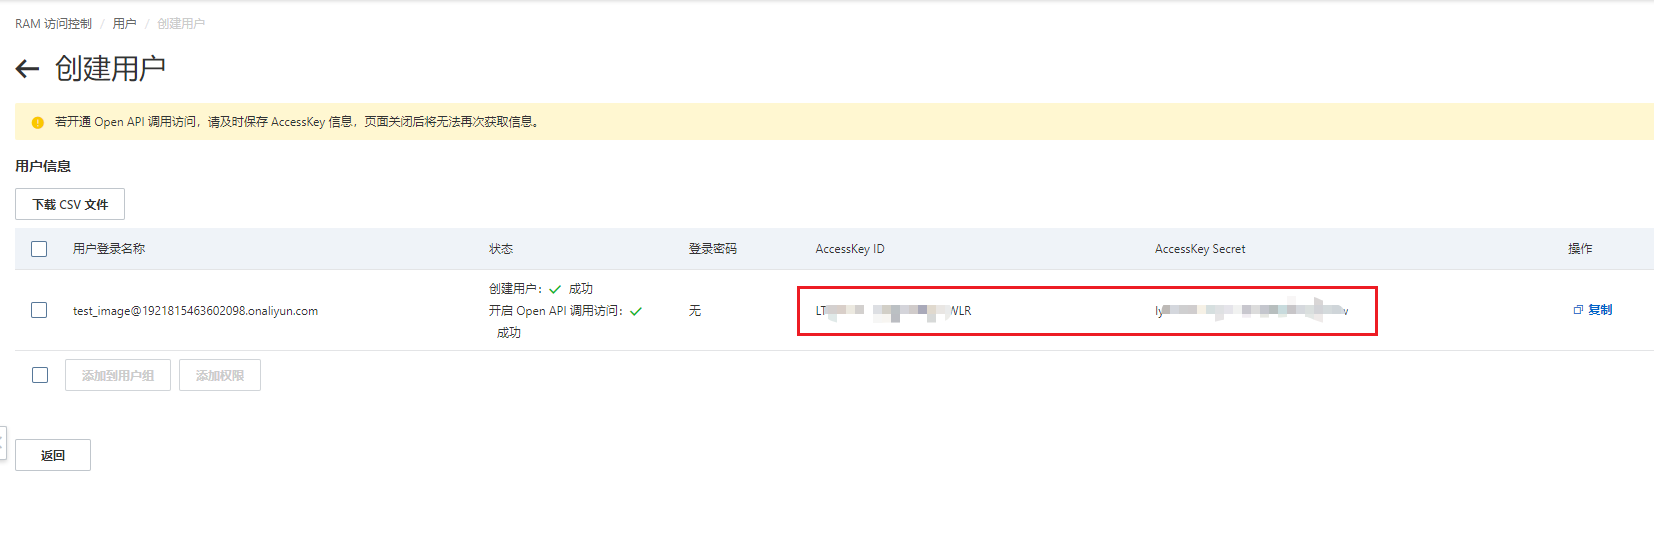 RAM 访问控制 / 用户 / 创建用户
← 创建用户
若开通 Open API 调用访问，请及时保存 AccessKey 信息，页面关闭后将无法再次获取信息。
用户信息
下载 CSV 文件
用户登录名称 状态 登录密码 AccessKey ID AccessKey Secret 操作
创建用户： 成功
test_image@1921815463602098.onaliyun.com 开启 Open API 调用访问： 无 LT WLR ly v 复制
成功
添加到用户组 添加权限
返回